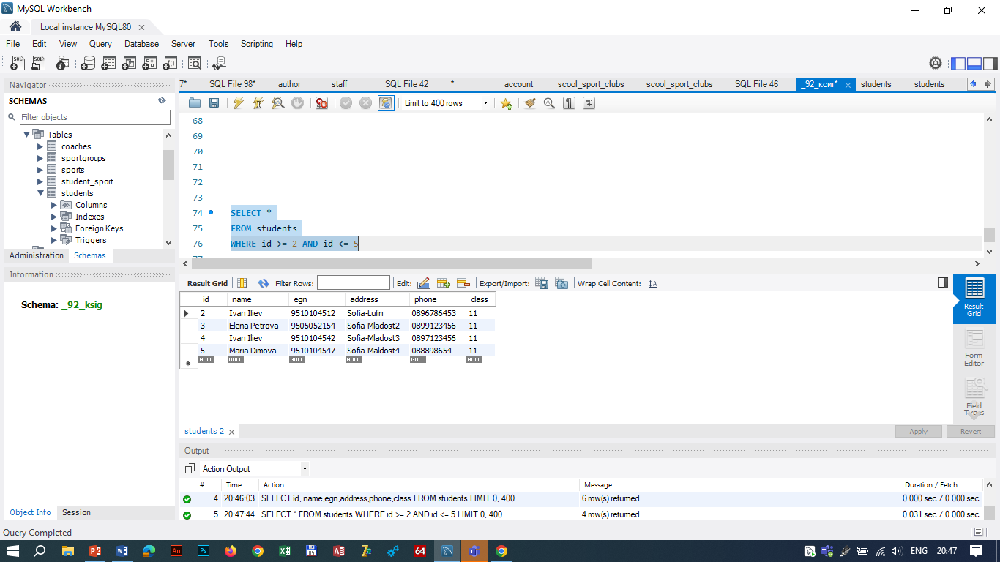 MySQL Workbench
Local instance MySQL80
File Edit View Query Database Server Tools Scripting Help
Navigator
SCHEMAS
Filter objects
Tables
coaches
sportgroups
sports
student_sport
students
Columns
Indexes
Foreign Keys
Triggers
Administration Schemas
Information
Schema: _92_ksig
Object Info Session
7* SQL File 98* author staff SQL File 42 * account scool_sport_clubs scool_sport_clubs SQL File 46 _92_ксиг* students students
Limit to 400 rows
68
69
70
71
72
73
74 SELECT *
75 FROM students
76 WHERE id >= 2 AND id <= 5
Result Grid Filter Rows: Edit: Export/Import: Wrap Cell Content:
id name egn address phone class
2 Ivan Iliev 9510104512 Sofia-Lulin 0896786453 11
3 Elena Petrova 9505052154 Sofia-Mladost2 0899123456 11
4 Ivan Iliev 9510104542 Sofia-Mladost3 0897123456 11
5 Maria Dimova 9510104547 Sofia-Maldost4 088898654 11
NULL NULL NULL NULL NULL NULL
Result Grid
Form Editor
Field Types
students 2
Apply Revert
Output
Action Output
# Time Action Message Duration / Fetch
4 20:46:03 SELECT id, name,egn,address,phone,class FROM students LIMIT 0, 400 6 row(s) returned 0.000 sec / 0.000 sec
5 20:47:44 SELECT * FROM students WHERE id >= 2 AND id <= 5 LIMIT 0, 400 4 row(s) returned 0.031 sec / 0.000 sec
Query Completed
ENG 20:47